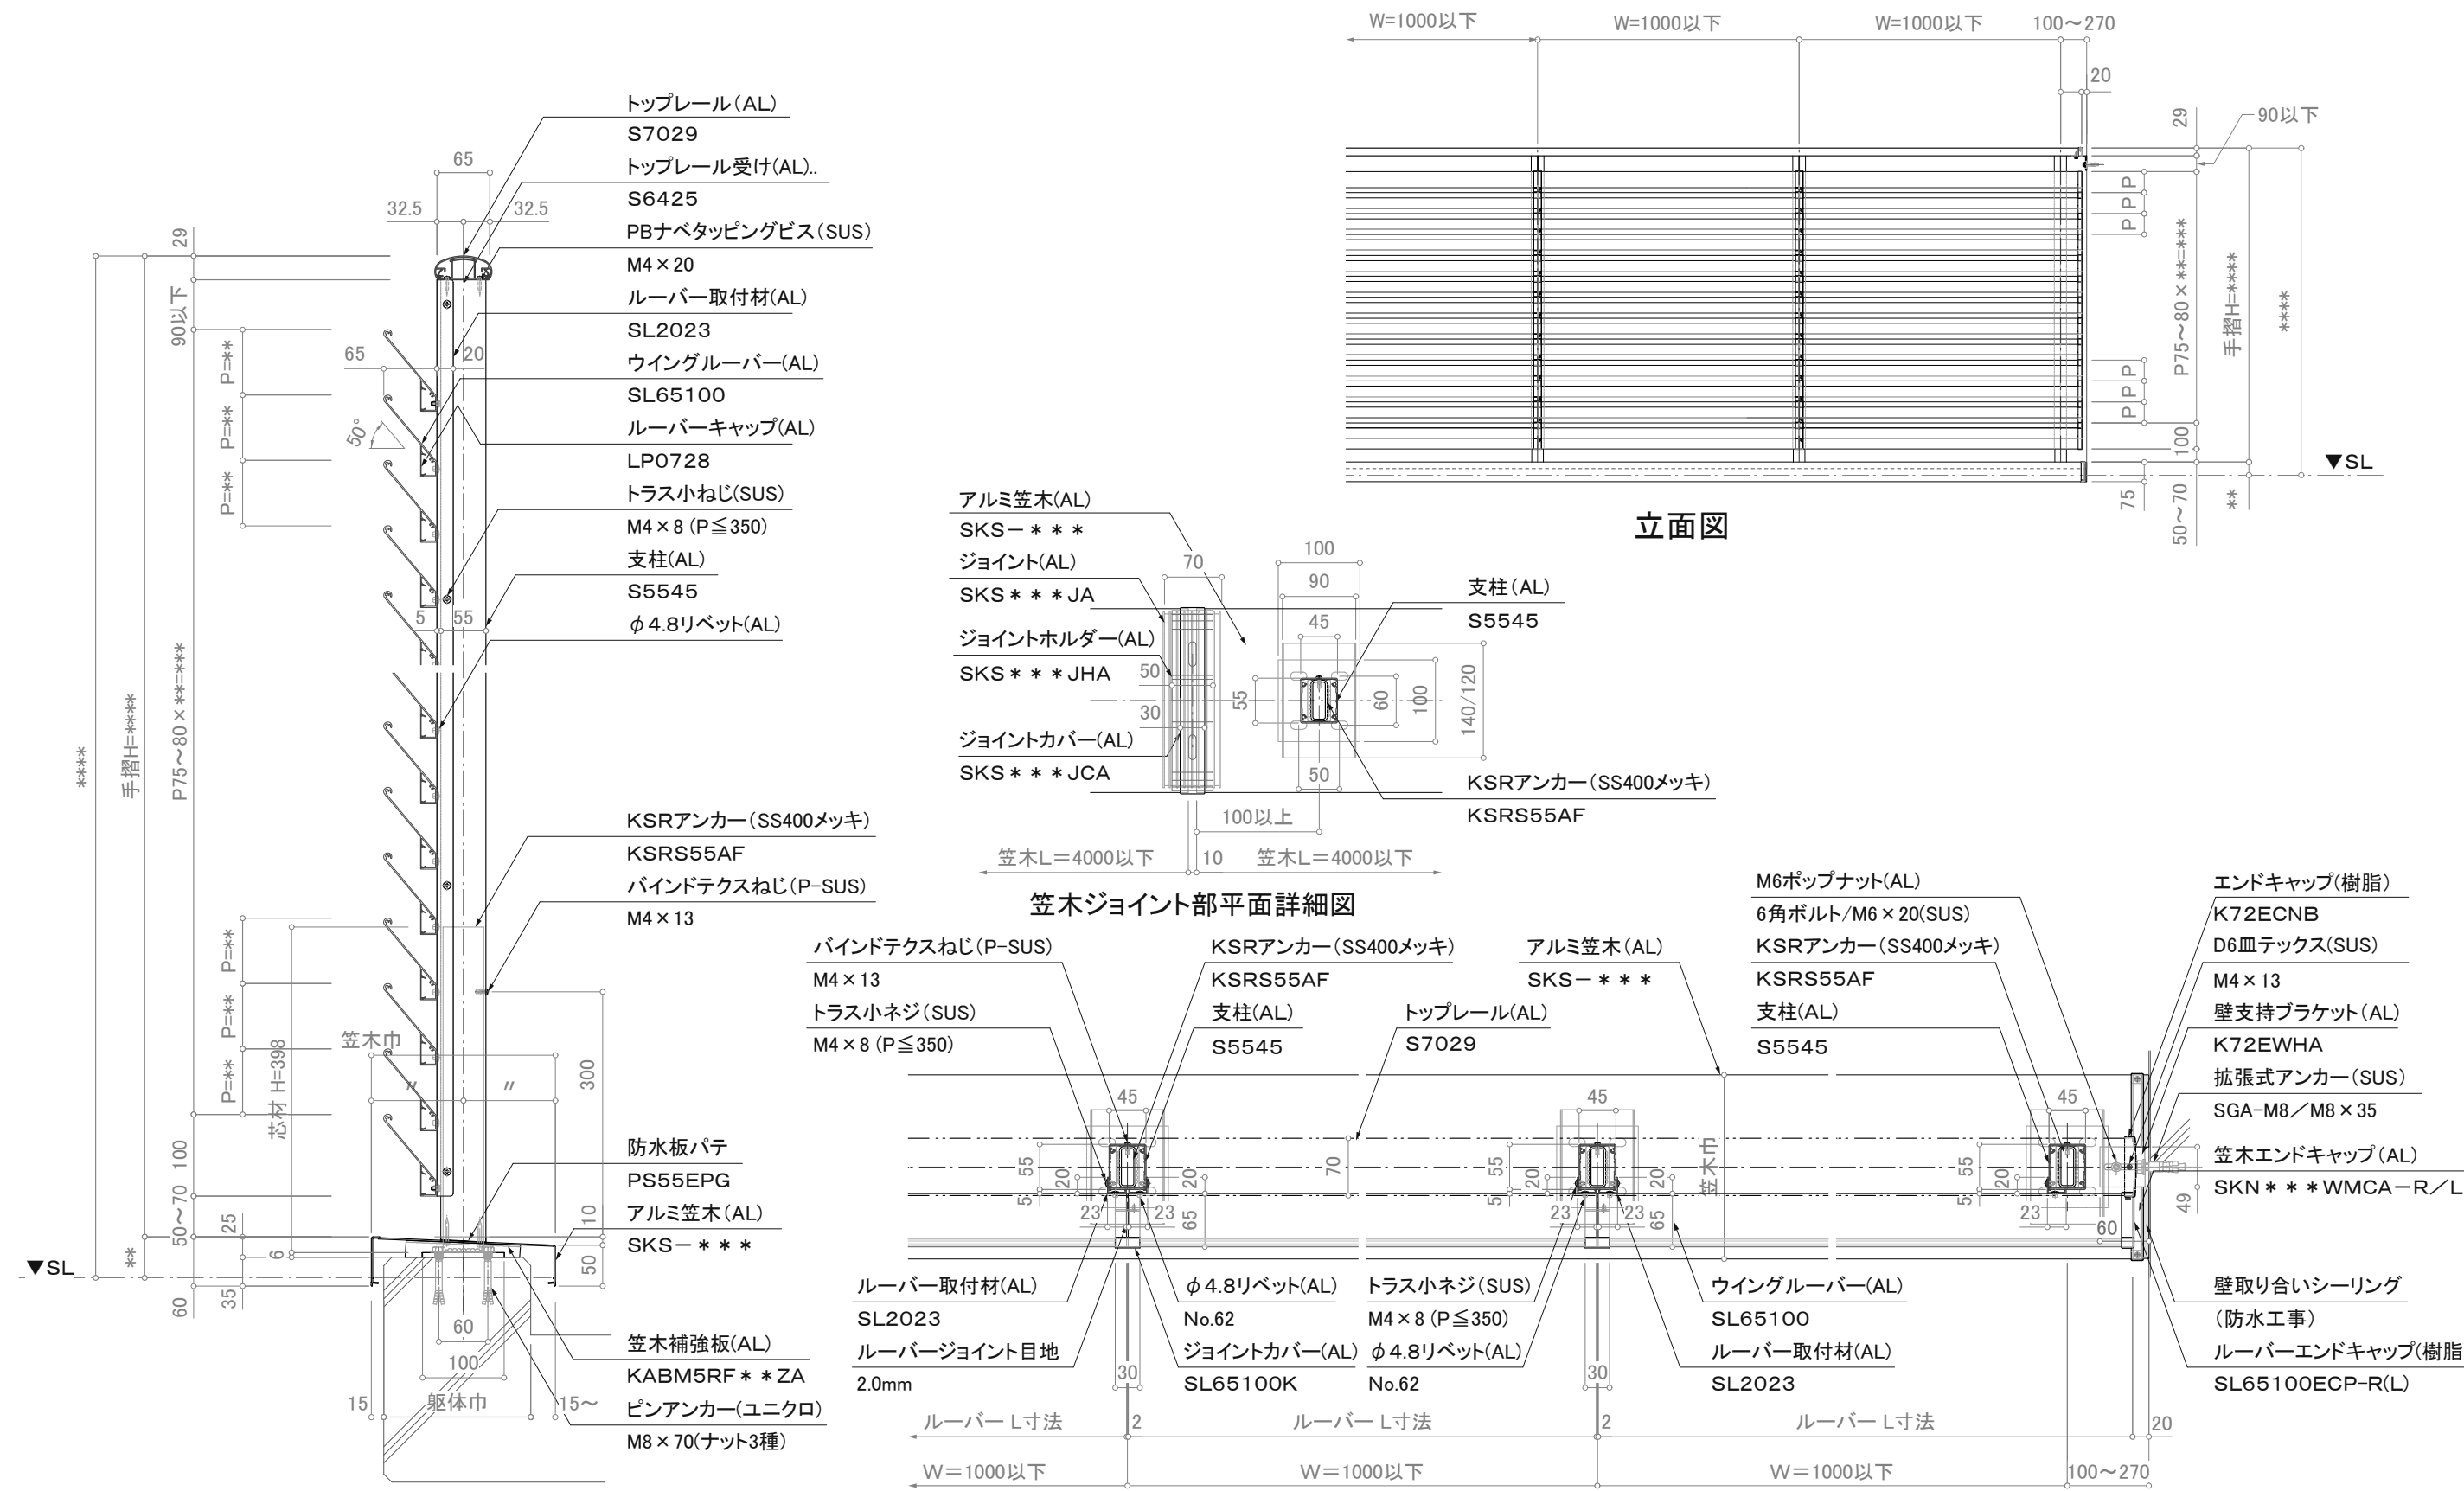 トップレール(AL)
S7029
トップレール受け(AL)..
S6425
PBナベタッピングビス(SUS)
M4×20
ルーバー取付材(AL)
SL2023
ウイングルーバー(AL)
SL65100
ルーバーキャップ(AL)
LP0728
トラス小ねじ(SUS)
M4×8 (P≦350)
支柱(AL)
S5545
φ4.8リベット(AL)
KSRアンカー(SS400メッキ)
KSRS55AF
バインドテクスねじ(P-SUS)
M4×13
防水板パテ
PS55EPG
アルミ笠木(AL)
SKS-***
笠木補強板(AL)
KABM5RF**ZA
ピンアンカー(ユニクロ)
M8×70(ナット3種)
65
32.5
32.5
29
90以下
P=**
P=**
P=**
65
20
50°
5
55
****
手摺H=****
P75~80×**=****
P=**
P=**
P=**
芯材 H=398
笠木巾
〃
〃
300
100
50~70
25
6
**
10
50
▼SL
60
35
60
100
15
躯体巾
15~
W=1000以下
W=1000以下
W=1000以下
100~270
20
29
90以下
P
P
P
P75~80×**=****
手摺H=****
****
P
P
P
100
▼SL
75
50~70
**
立面図
アルミ笠木(AL)
SKS-***
ジョイント(AL)
SKS***JA
ジョイントホルダー(AL)
SKS***JHA
ジョイントカバー(AL)
SKS***JCA
70
50
30
100
90
45
55
60
100
140/120
50
支柱(AL)
S5545
KSRアンカー(SS400メッキ)
KSRS55AF
100以上
笠木L=4000以下
10
笠木L=4000以下
笠木ジョイント部平面詳細図
バインドテクスねじ(P-SUS)
M4×13
トラス小ネジ(SUS)
M4×8 (P≦350)
KSRアンカー(SS400メッキ)
KSRS55AF
支柱(AL)
S5545
トップレール(AL)
S7029
アルミ笠木(AL)
SKS-***
M6ポップナット(AL)
6角ボルト/M6×20(SUS)
KSRアンカー(SS400メッキ)
KSRS55AF
支柱(AL)
S5545
エンドキャップ(樹脂)
K72ECNB
D6皿テックス(SUS)
M4×13
壁支持ブラケット(AL)
K72EWHA
拡張式アンカー(SUS)
SGA-M8/M8×35
笠木エンドキャップ(AL)
SKN***WMCA-R/L
壁取り合いシーリング
(防水工事)
ルーバーエンドキャップ(樹脂
SL65100ECP-R(L)
45
55
20
5
20
23
23
65
70
45
55
20
5
20
23
23
65
笠木巾
45
55
20
5
23
60
49
ルーバー取付材(AL)
SL2023
ルーバージョイント目地
2.0mm
φ4.8リベット(AL)
No.62
ジョイントカバー(AL)
SL65100K
トラス小ネジ(SUS)
M4×8 (P≦350)
φ4.8リベット(AL)
No.62
ウイングルーバー(AL)
SL65100
ルーバー取付材(AL)
SL2023
30
30
ルーバー L寸法
2
ルーバー L寸法
2
ルーバー L寸法
20
W=1000以下
W=1000以下
W=1000以下
100~270